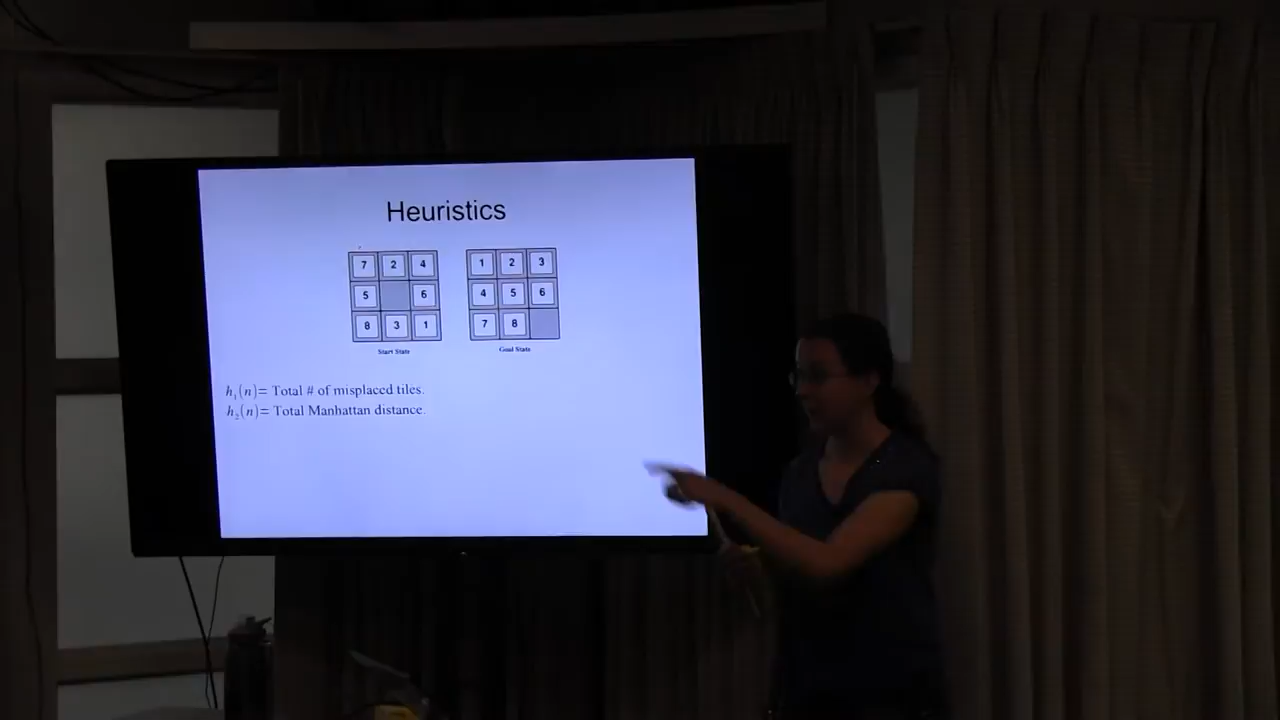 Heuristics
7 2 4
5 6
8 3 1
Start State
1 2 3
4 5 6
7 8
Goal State
h₁(n)= Total # of misplaced tiles.
h₂(n)= Total Manhattan distance.